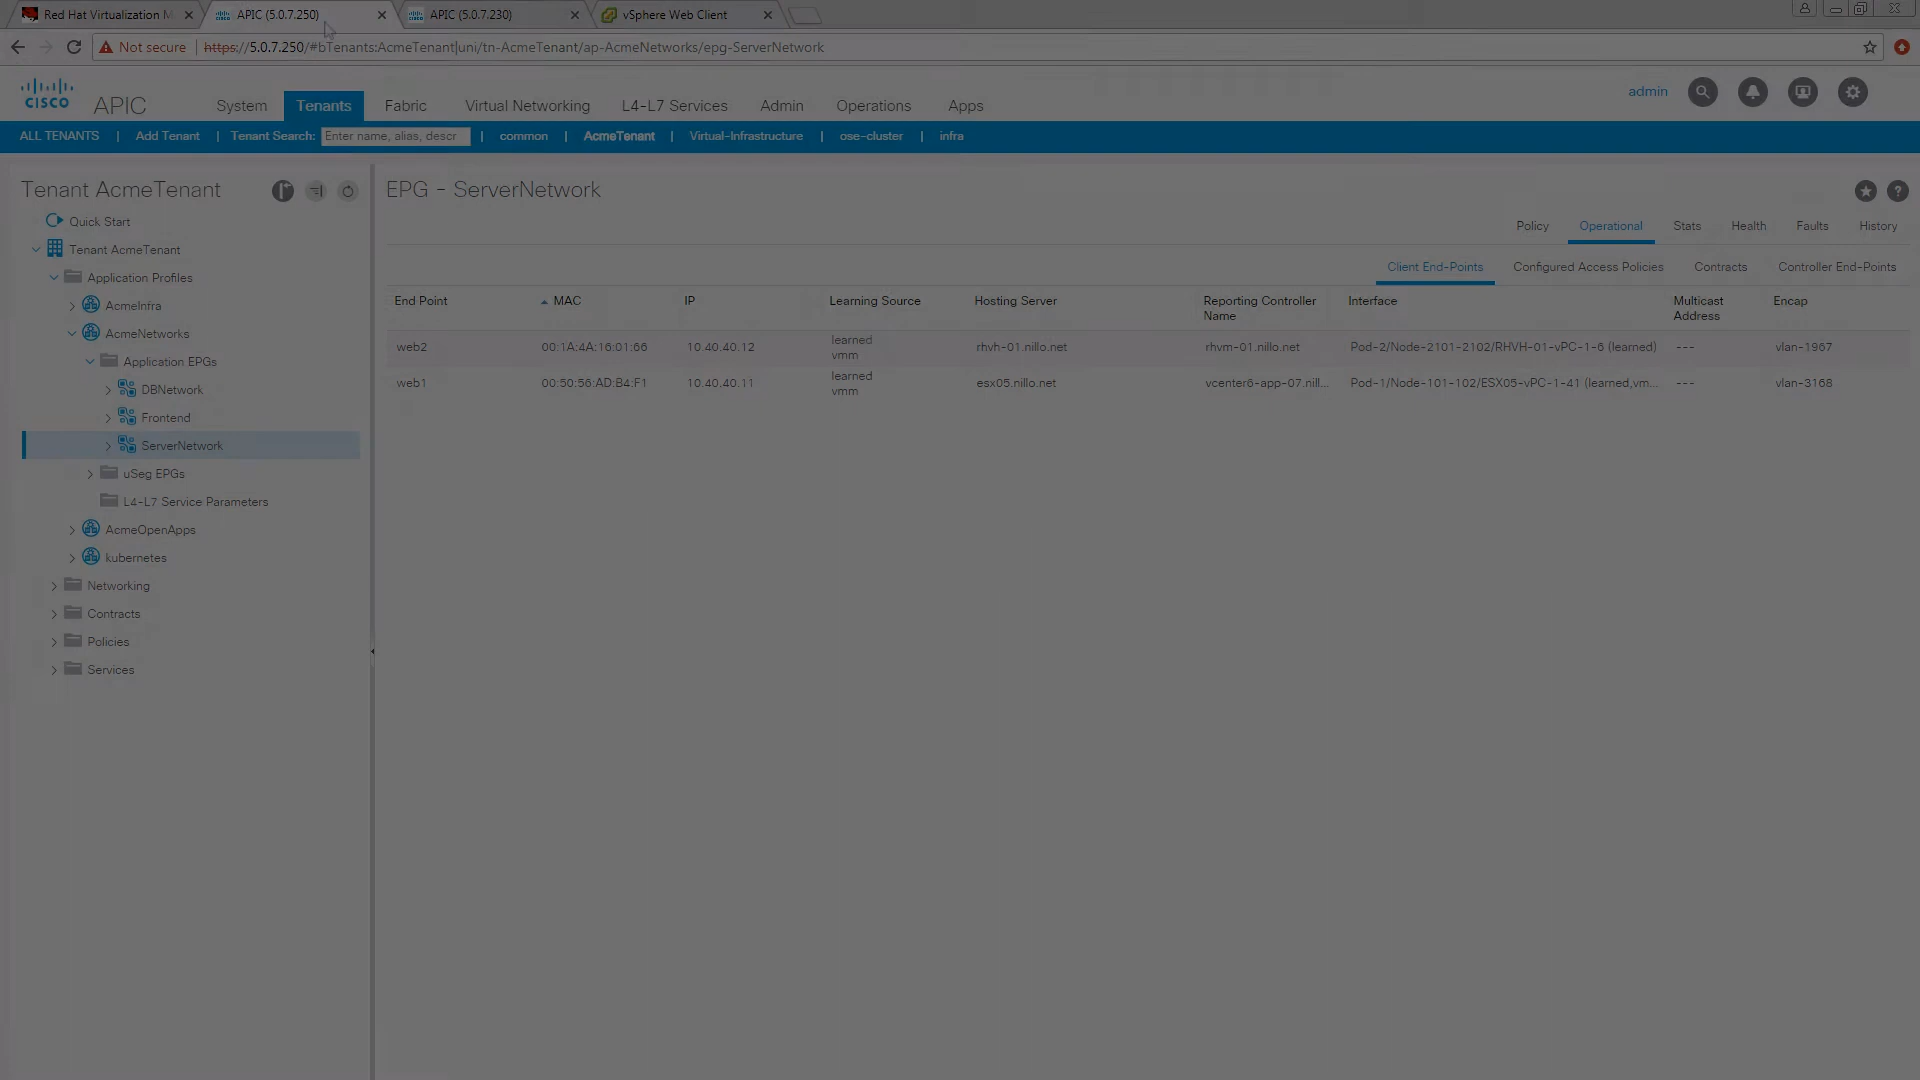 Red Hat Virtualization M
APIC (5.0.7.250)
APIC (5.0.7.230)
vSphere Web Client
Not secure
https://5.0.7.250/#bTenants:AcmeTenant|uni/tn-AcmeTenant/ap-AcmeNetworks/epg-ServerNetwork
CISCO
APIC
System
Tenants
Fabric
Virtual Networking
L4-L7 Services
Admin
Operations
Apps
admin
ALL TENANTS | Add Tenant | Tenant Search: Enter name, alias, descr | common | AcmeTenant | Virtual-Infrastructure | ose-cluster | infra
Tenant AcmeTenant
Quick Start
Tenant AcmeTenant
Application Profiles
AcmeInfra
AcmeNetworks
Application EPGs
DBNetwork
Frontend
ServerNetwork
uSeg EPGs
L4-L7 Service Parameters
AcmeOpenApps
kubernetes
Networking
Contracts
Policies
Services
EPG - ServerNetwork
Policy
Operational
Stats
Health
Faults
History
Client End-Points
Configured Access Policies
Contracts
Controller End-Points
End Point
MAC
IP
Learning Source
Hosting Server
Reporting Controller
Name
Interface
Multicast
Address
Encap
web2
00:1A:4A:16:01:66
10.40.40.12
learned
vmm
rhvh-01.nillo.net
rhvm-01.nillo.net
Pod-2/Node-2101-2102/RHVH-01-vPC-1-6 (learned)
---
vlan-1967
web1
00:50:56:AD:B4:F1
10.40.40.11
learned
vmm
esx05.nillo.net
vcenter6-app-07.nill...
Pod-1/Node-101-102/ESX05-vPC-1-41 (learned,vm...
---
vlan-3168